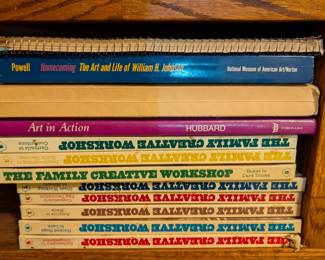 Powell Homecoming The Art and Life of William H. Johnson National Museum of American Art/Norton
Art in Action HUBBARD
THE FAMILY CREATIVE WORKSHOP
THE FAMILY CREATIVE WORKSHOP
THE FAMILY CREATIVE WORKSHOP
THE FAMILY CREATIVE WORKSHOP
THE FAMILY CREATIVE WORKSHOP
THE FAMILY CREATIVE WORKSHOP
THE FAMILY CREATIVE WORKSHOP
THE FAMILY CREATIVE WORKSHOP